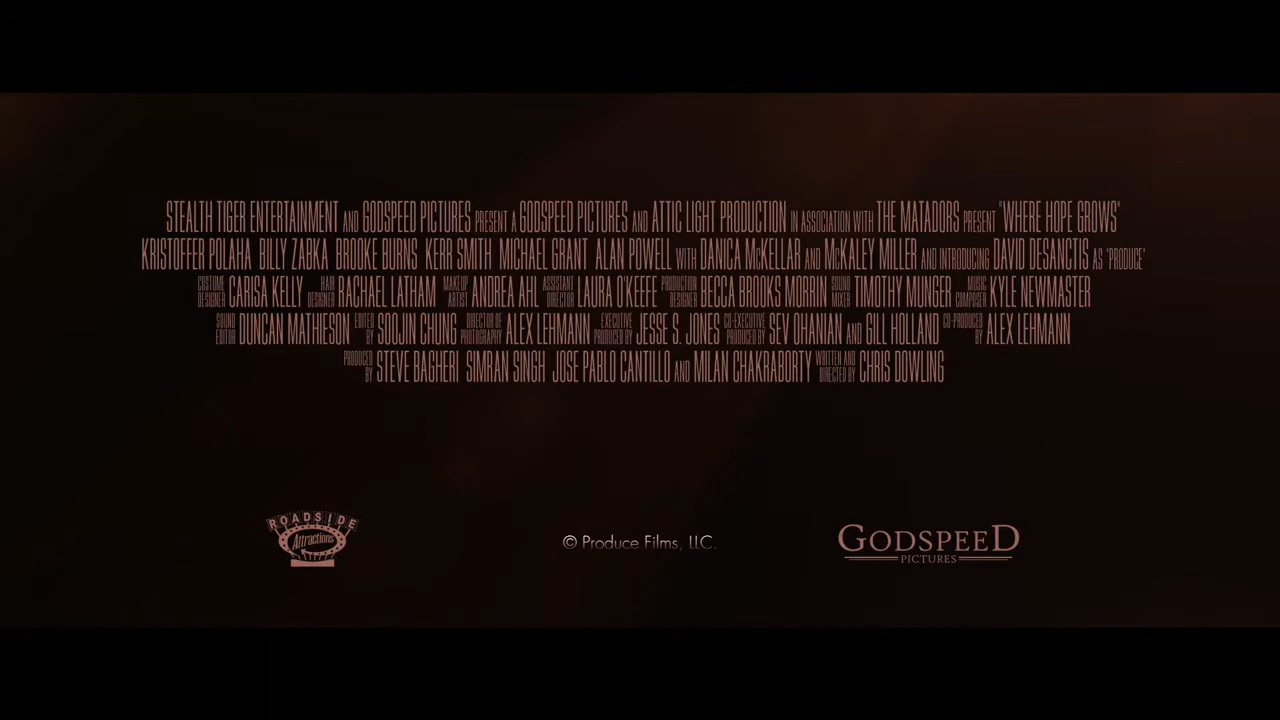 STEALTH TIGER ENTERTAINMENT AND GODSPEED PICTURES PRESENT A GODSPEED PICTURES AND ATTIC LIGHT PRODUCTION IN ASSOCIATION WITH THE MATADORS PRESENT "WHERE HOPE GROWS"
KRISTOFFER POLAHA BILLY ZABKA BROOKE BURNS KERR SMITH MICHAEL GRANT ALAN POWELL WITH DANICA McKELLAR AND McKALEY MILLER AND INTRODUCING DAVID DESANCTIS AS 'PRODUCE'
COSTUME DESIGNER CARISA KELLY HAIR DESIGNER RACHAEL LATHAM MAKEUP ARTIST ANDREA AHL ASSISTANT DIRECTOR LAURA O'KEEFE PRODUCTION DESIGNER BECCA BROOKS MORRIN SOUND MIXER TIMOTHY MUNGER MUSIC COMPOSER KYLE NEWMASTER
SOUND EDITOR DUNCAN MATHIESON EDITED BY SOOJIN CHUNG DIRECTOR OF PHOTOGRAPHY ALEX LEHMANN EXECUTIVE PRODUCED BY JESSE S. JONES CO-EXECUTIVE PRODUCED BY SEV OHANIAN AND GILL HOLLAND CO-PRODUCED BY ALEX LEHMANN
PRODUCED BY STEVE BAGHERI SIMRAN SINGH JOSE PABLO CANTILLO AND MILAN CHAKRABORTY WRITTEN AND DIRECTED BY CHRIS DOWLING
ROADSIDE
Attractions
© Produce Films, LLC.
GODSPEED
PICTURES